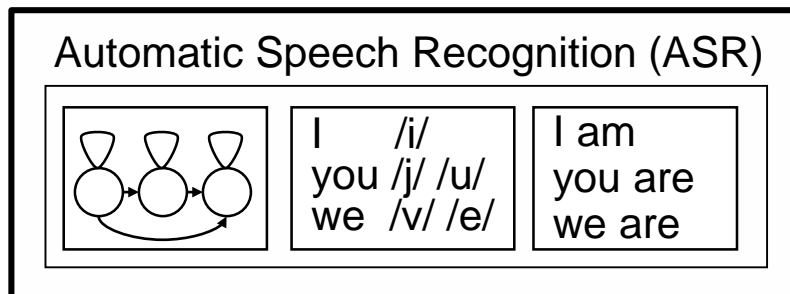 Automatic Speech Recognition (ASR)
I /i/
you /j/ /u/
we /v/ /e/
I am
you are
we are